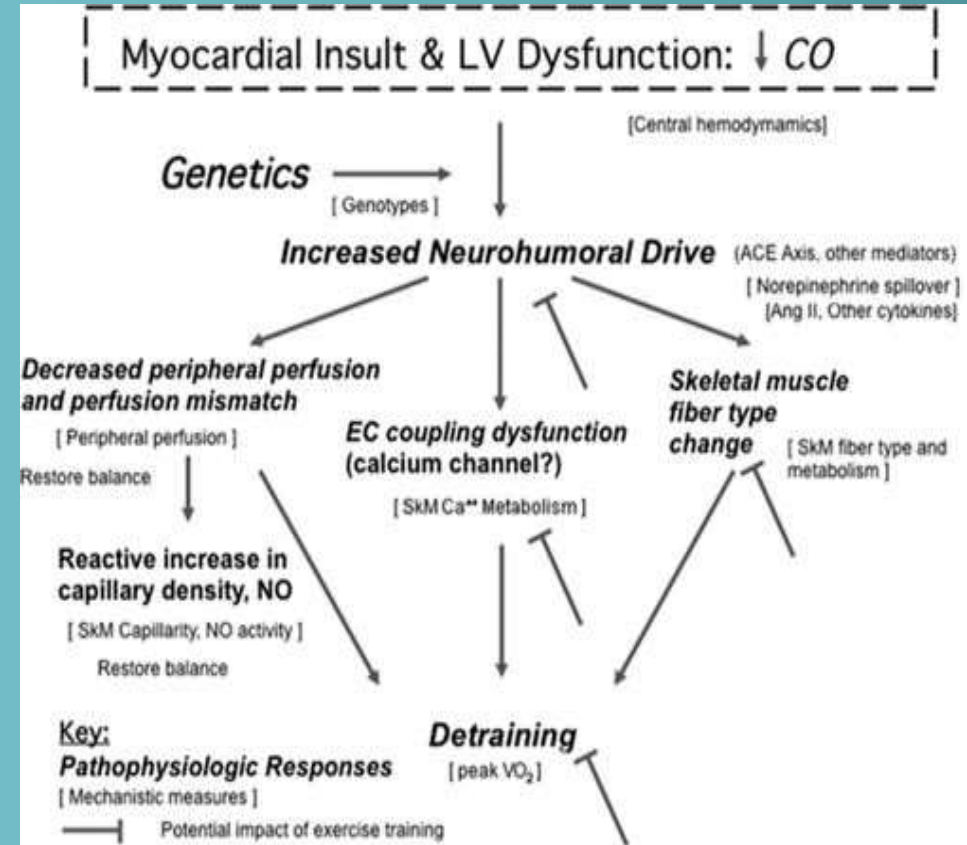 Myocardial Insult & LV Dysfunction: ↓ CO
[Central hemodymamics]
Genetics
[ Genotypes ]
Increased Neurohumoral Drive (ACE Axis, other mediators)
[ Norepinephrine spillover ]
[Ang II, Other cytokines]
Decreased peripheral perfusion
and perfusion mismatch
[ Peripheral perfusion ]
Restore balance
EC coupling dysfunction
(calcium channel?)
[ SkM Ca⁺⁺ Metabolism ]
Skeletal muscle
fiber type
change [ SkM fiber type and
metabolism ]
Reactive increase in
capillary density, NO
[ SkM Capillarity, NO activity ]
Restore balance
Detraining
[ peak VO₂ ]
Key:
Pathophysiologic Responses
[ Mechanistic measures ]
Potential impact of exercise training